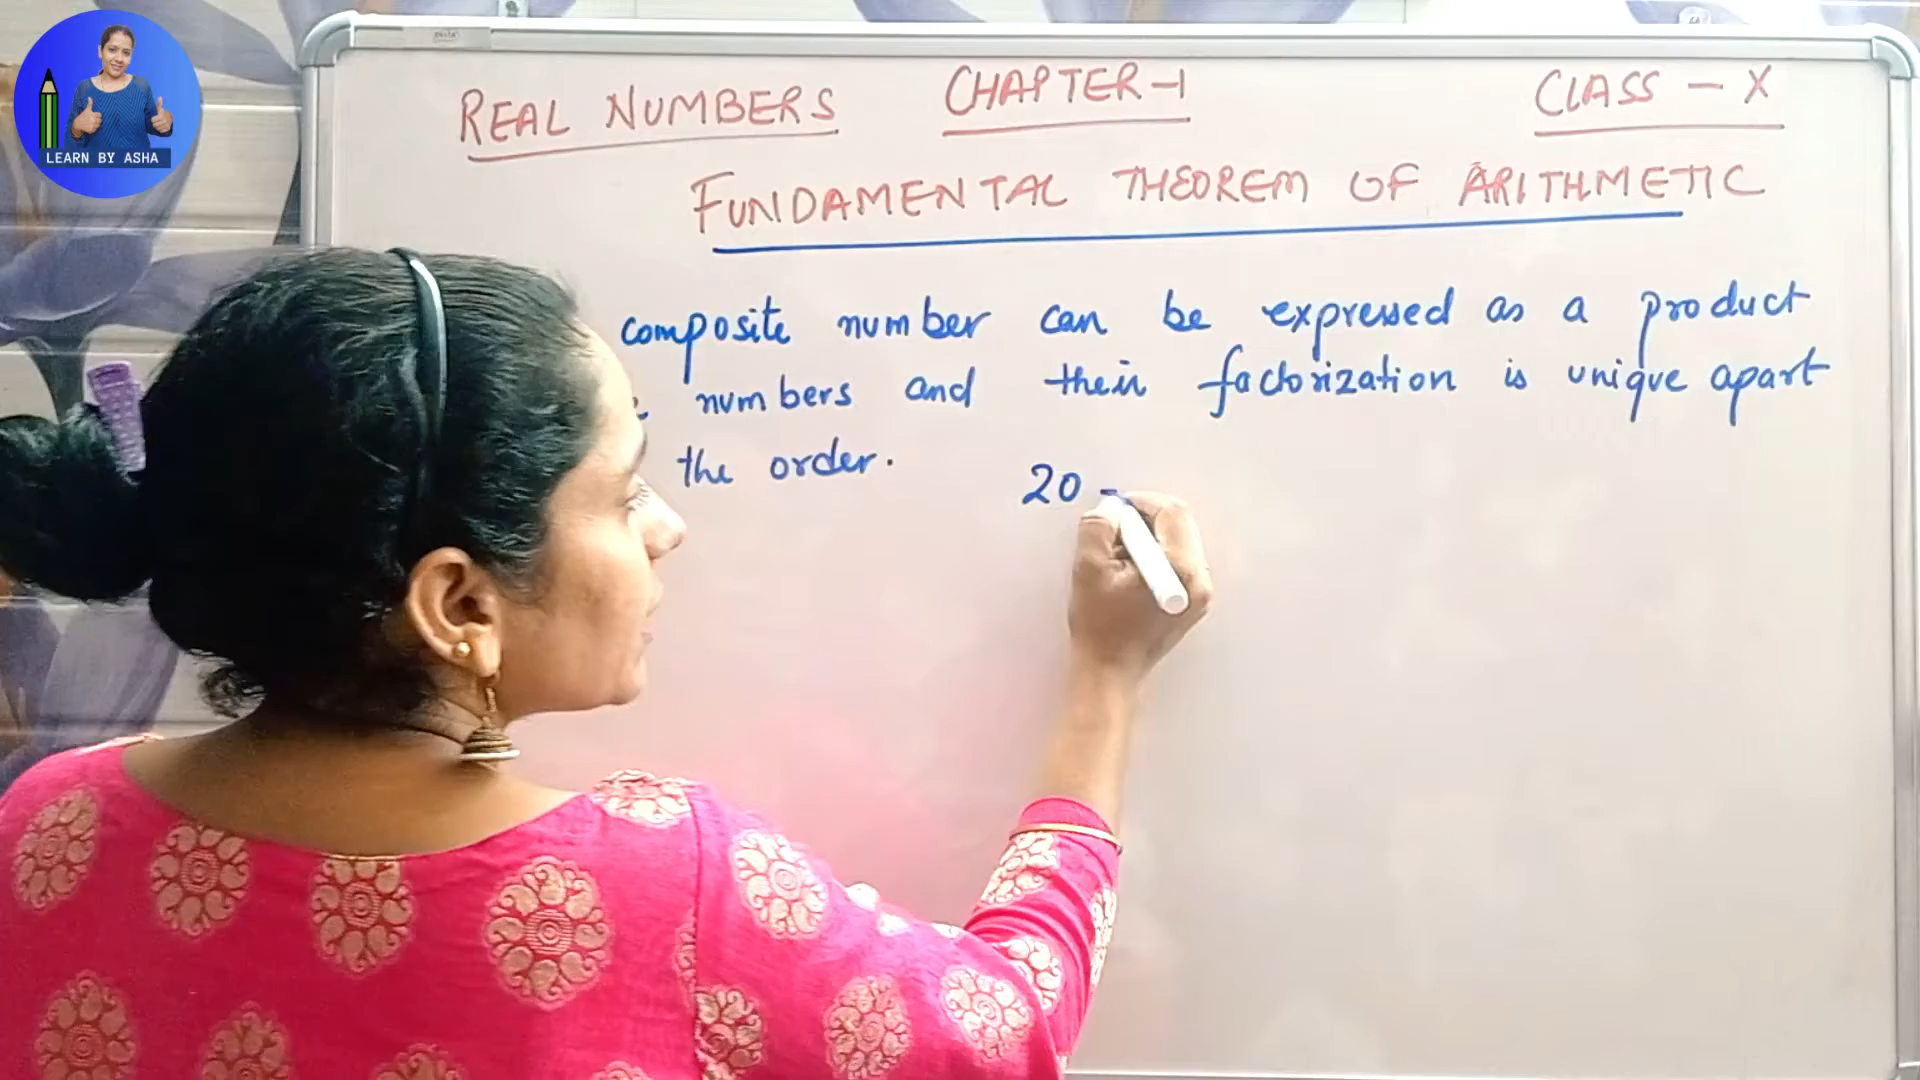 LEARN BY ASHA
REAL NUMBERS CHAPTER-1 CLASS - X
FUNDAMENTAL THEOREM OF ARITHMETIC
composite number can be expressed as a product
numbers and their factorization is unique apart
the order.
20 -